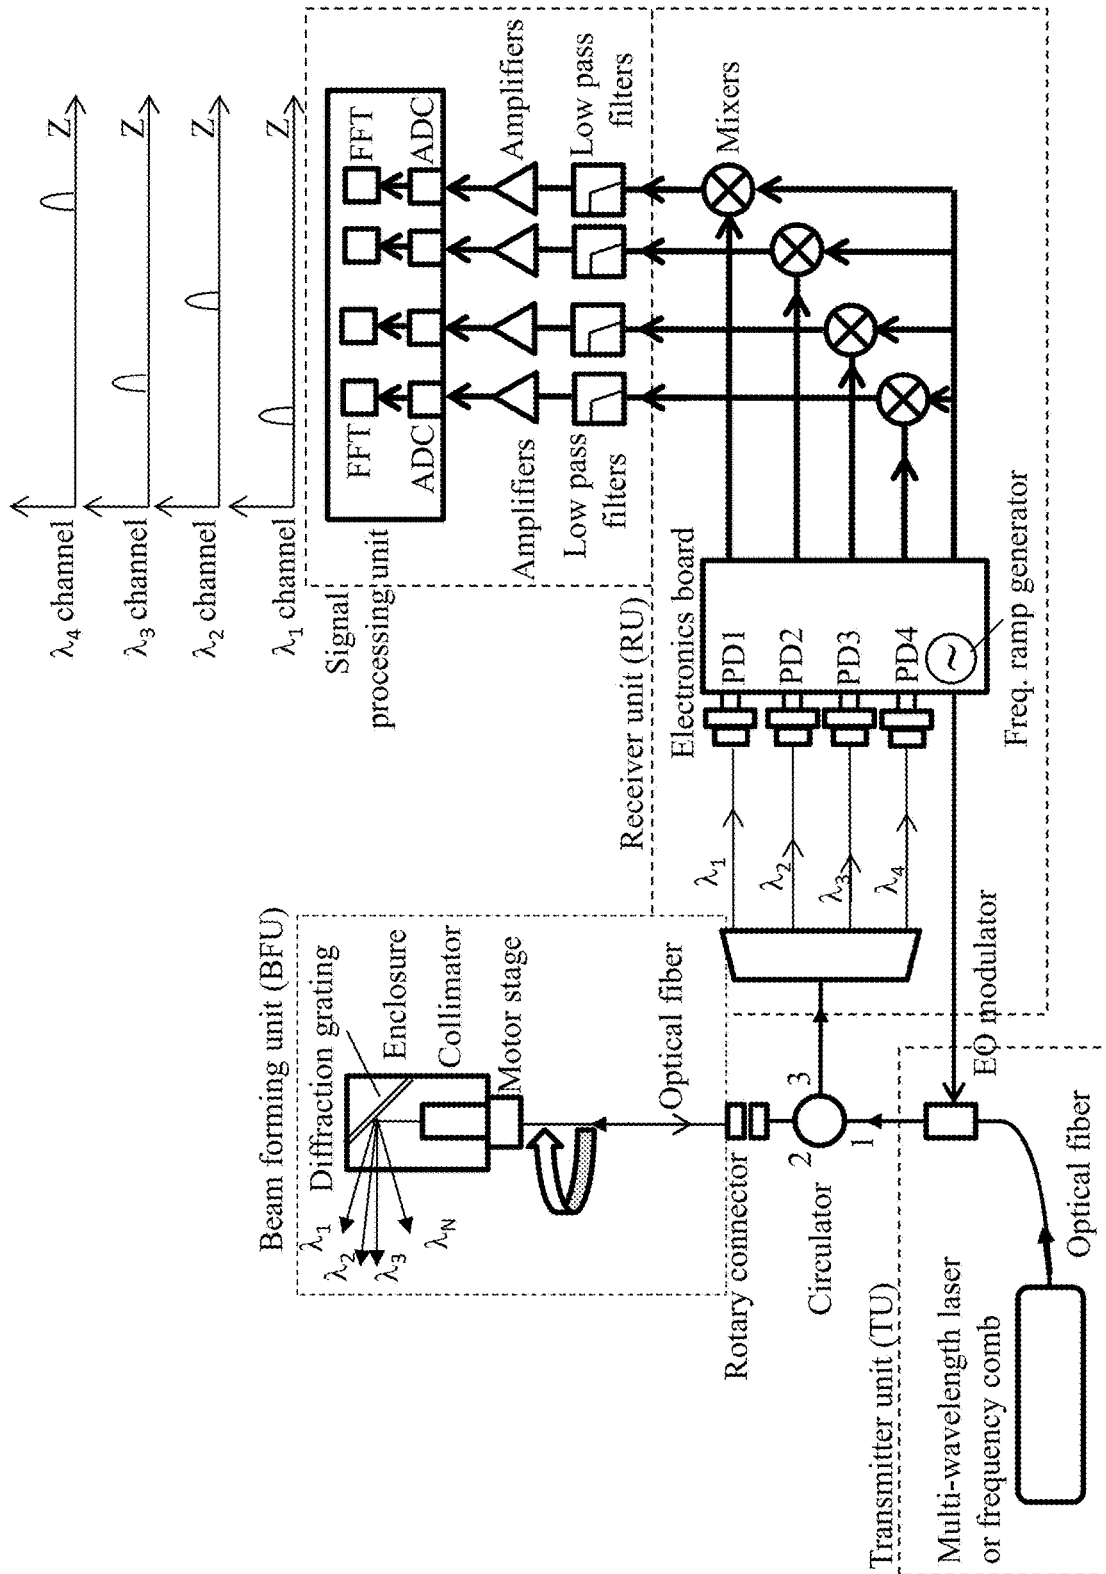 λ₄ channel
Z
λ₃ channel
Z
λ₂ channel
Z
λ₁ channel
Z
Signal
processing unit
FFT
FFT
ADC
ADC
Amplifiers
Amplifiers
Low pass
filters
Low pass
filters
Receiver unit (RU)
Mixers
Electronics board
PD1
PD2
PD3
PD4
~
Freq. ramp generator
λ₁
λ₂
λ₃
λ₄
Beam forming unit (BFU)
Diffraction grating
Enclosure
Collimator
Motor stage
Optical fiber
λ₁
λ₂
λ₃
λN
Rotary connector
Circulator
2
3
1
EO modulator
Transmitter unit (TU)
Multi-wavelength laser
or frequency comb
Optical fiber